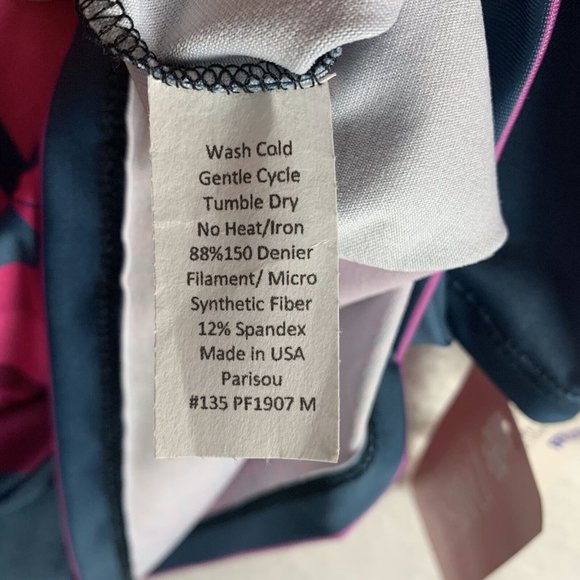 Wash Cold
Gentle Cycle
Tumble Dry
No Heat/Iron
88%150 Denier
Filament/ Micro
Synthetic Fiber
12% Spandex
Made in USA
Parisou
#135 PF1907 M